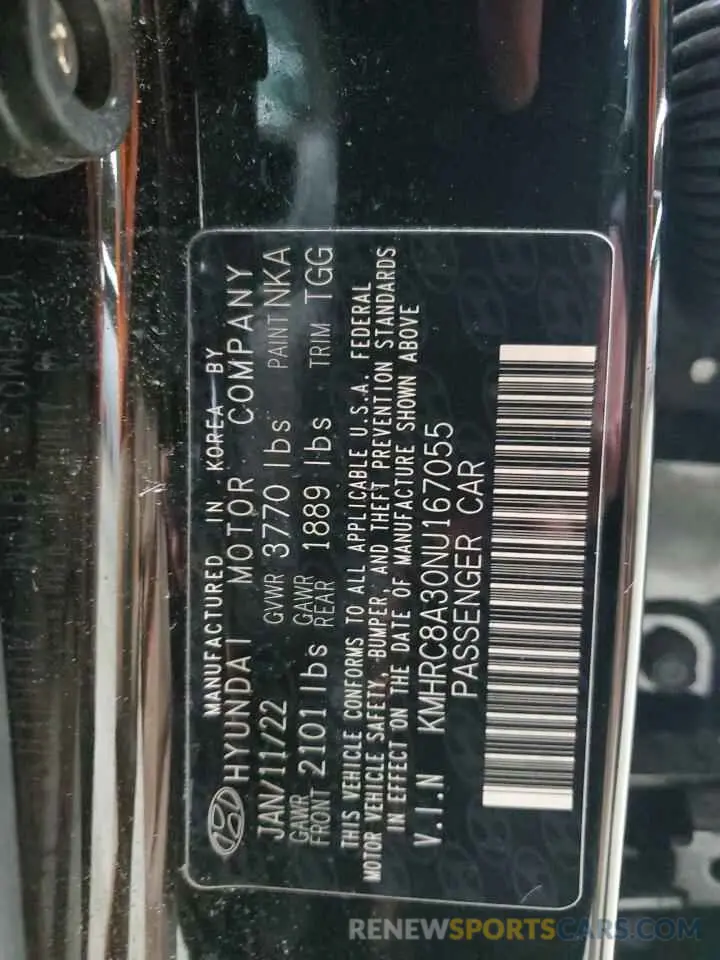 MANUFACTURED IN KOREA BY
HYUNDAI MOTOR COMPANY
JAN/11/22 GVWR 3770 lbs PAINT NKA
GAWR FRONT 2101 lbs GAWR REAR 1889 lbs TRIM TGG
THIS VEHICLE CONFORMS TO ALL APPLICABLE U.S.A. FEDERAL
MOTOR VEHICLE SAFETY, BUMPER, AND THEFT PREVENTION STANDARDS
IN EFFECT ON THE DATE OF MANUFACTURE SHOWN ABOVE
V.I.N KMHRC8A30NU167055
PASSENGER CAR
RENEWSPORTSCARS.COM